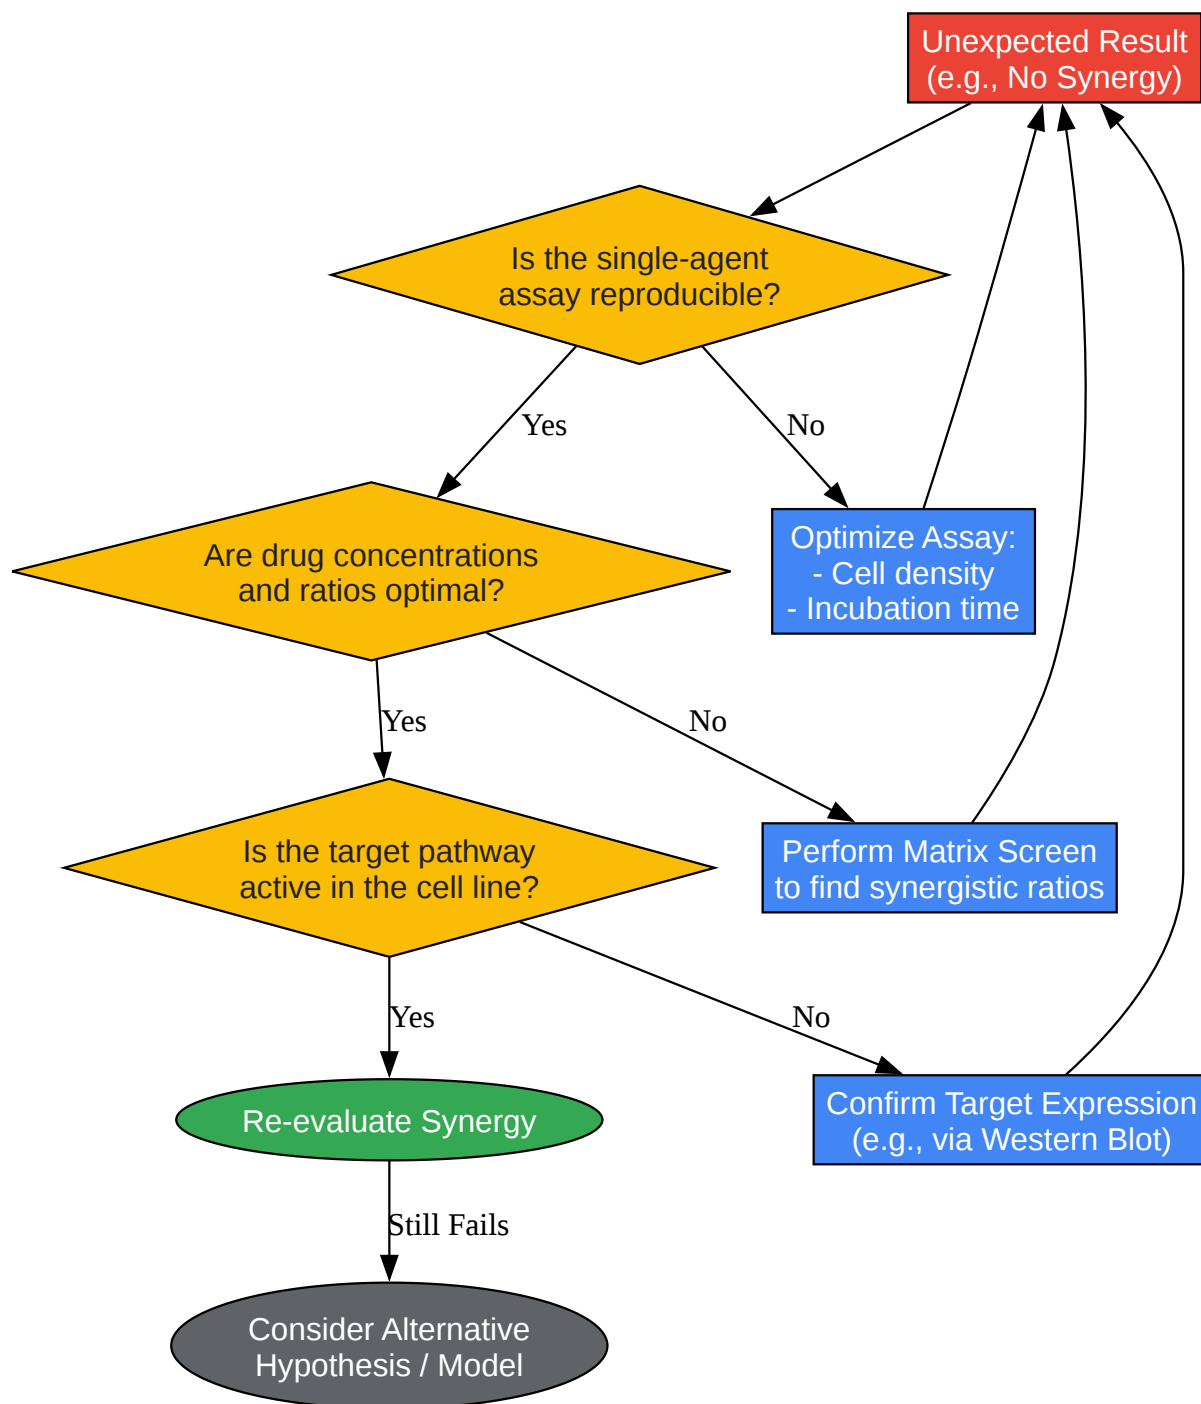 Unexpected Result
(e.g., No Synergy)
Is the single-agent
assay reproducible?
Yes
No
Optimize Assay:
- Cell density
- Incubation time
Are drug concentrations
and ratios optimal?
Yes
No
Perform Matrix Screen
to find synergistic ratios
Is the target pathway
active in the cell line?
Yes
No
Confirm Target Expression
(e.g., via Western Blot)
Re-evaluate Synergy
Still Fails
Consider Alternative
Hypothesis / Model